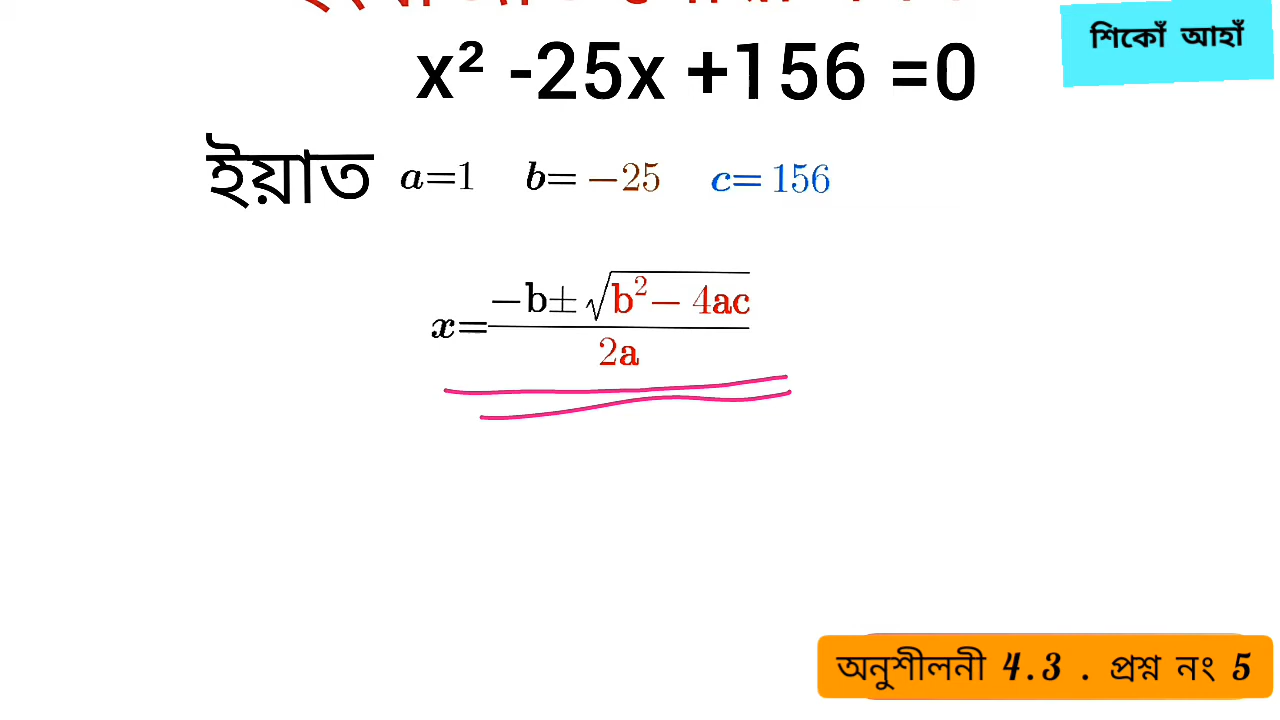 শিকোঁ আহাঁ
x² -25x +156 =0
ইয়াত a=1 b= −25 c= 156
x= −b± √b² − 4ac / 2a
অনুশীলনী 4.3 . প্ৰশ্ন নং 5